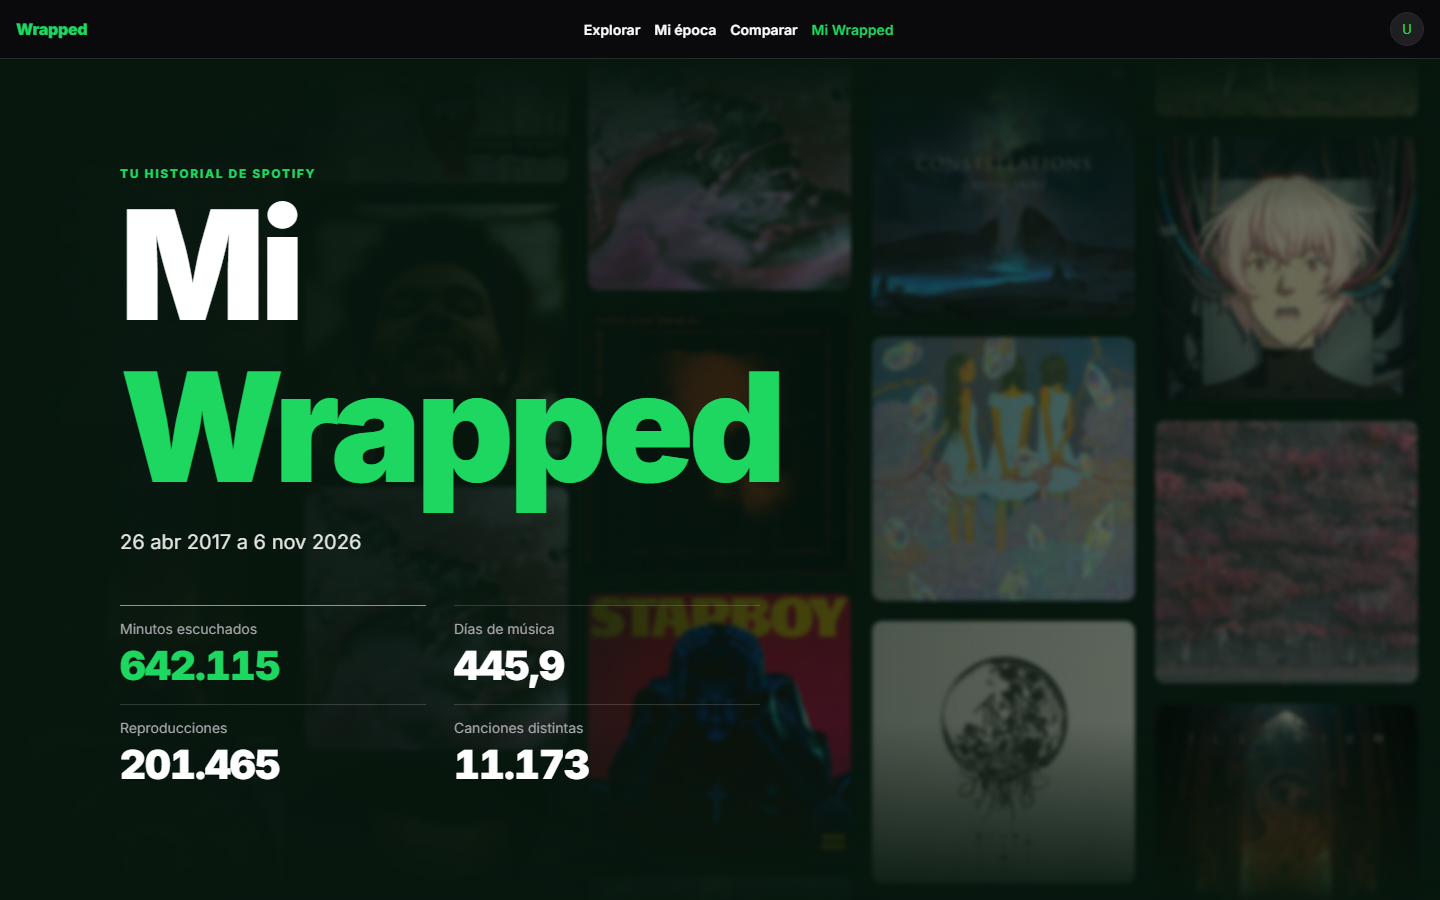 Wrapped
Explorar Mi época Comparar Mi Wrapped
U
TU HISTORIAL DE SPOTIFY
Mi
Wrapped
26 abr 2017 a 6 nov 2026
Minutos escuchados
642.115
Días de música
445,9
Reproducciones
201.465
Canciones distintas
11.173
CONSTELLATIONS
STARBOY